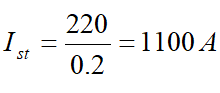 I_st = 220/0.2 = 1100 A